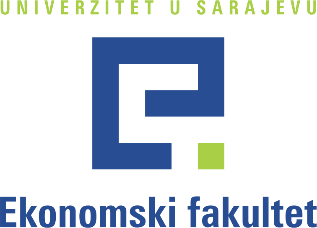 UNIVERZITET U SARAJEVU
Ekonomski fakultet